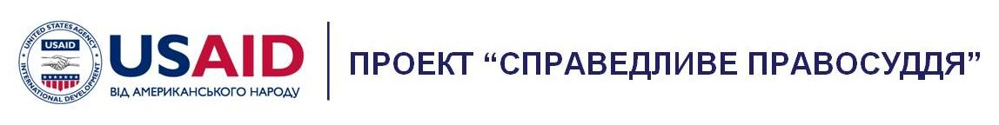 UNITED STATES AGENCY
USAID
INTERNATIONAL DEVELOPMENT
USAID
ВІД АМЕРИКАНСЬКОГО НАРОДУ
ПРОЕКТ “СПРАВЕДЛИВЕ ПРАВОСУДДЯ”